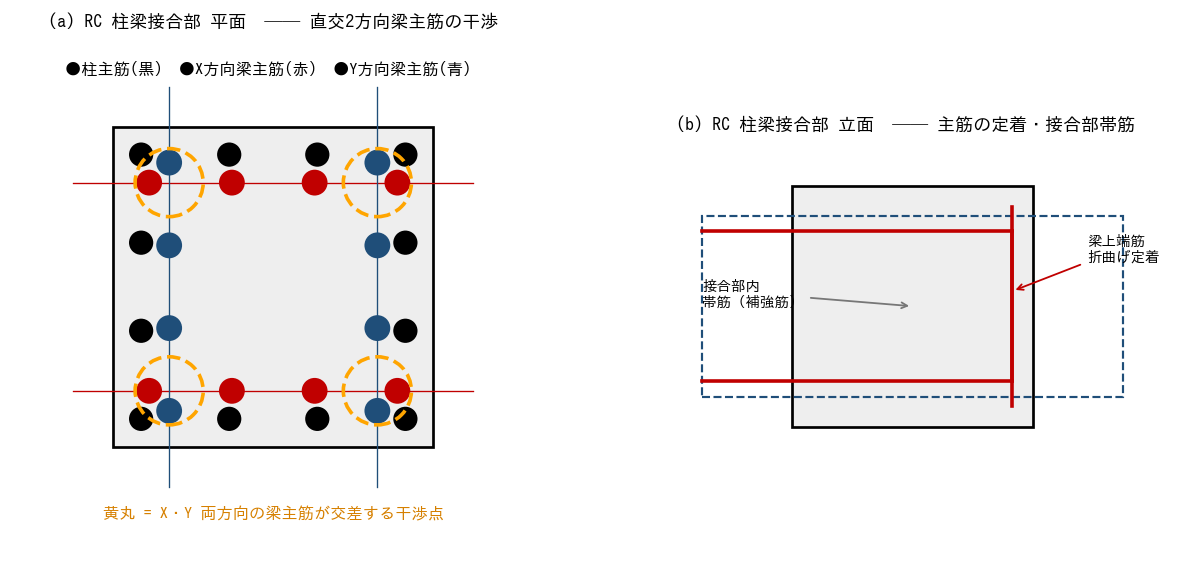 (a) RC 柱梁接合部 平面 ―― 直交2方向梁主筋の干渉
●柱主筋(黒) ●X方向梁主筋(赤) ●Y方向梁主筋(青)
黄丸 = X・Y 両方向の梁主筋が交差する干渉点
(b) RC 柱梁接合部 立面 ―― 主筋の定着・接合部帯筋
梁上端筋
折曲げ定着
接合部内
帯筋 (補強筋)